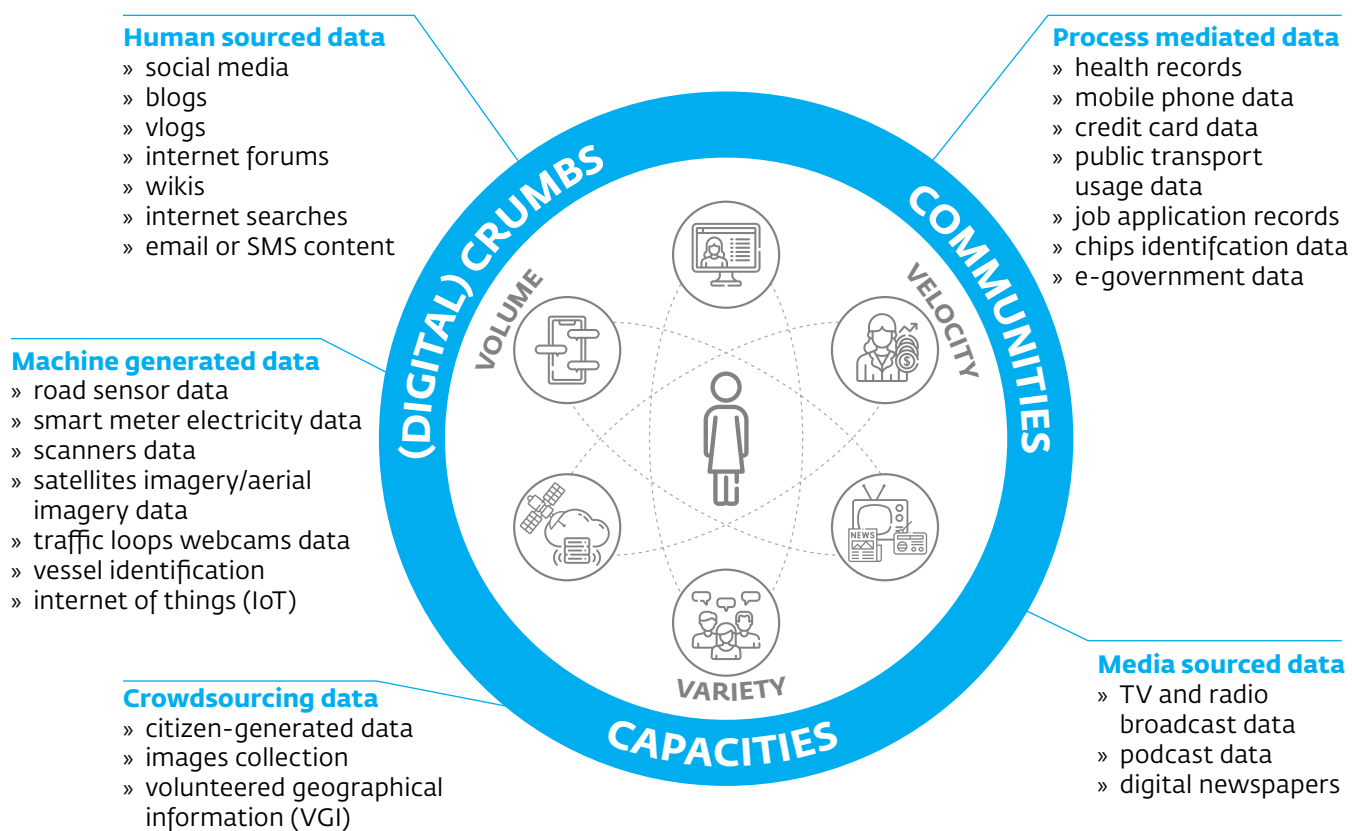 Human sourced data
» social media
» blogs
» vlogs
» internet forums
» wikis
» internet searches
» email or SMS content
Process mediated data
» health records
» mobile phone data
» credit card data
» public transport
usage data
» job application records
» chips identifcation data
» e-government data
(DIGITAL) CRUMBS
COMMUNITIES
CAPACITIES
VOLUME
VELOCITY
VARIETY
$
NEWS
Machine generated data
» road sensor data
» smart meter electricity data
» scanners data
» satellites imagery/aerial
imagery data
» traffic loops webcams data
» vessel identification
» internet of things (IoT)
Crowdsourcing data
» citizen-generated data
» images collection
» volunteered geographical
information (VGI)
Media sourced data
» TV and radio
broadcast data
» podcast data
» digital newspapers